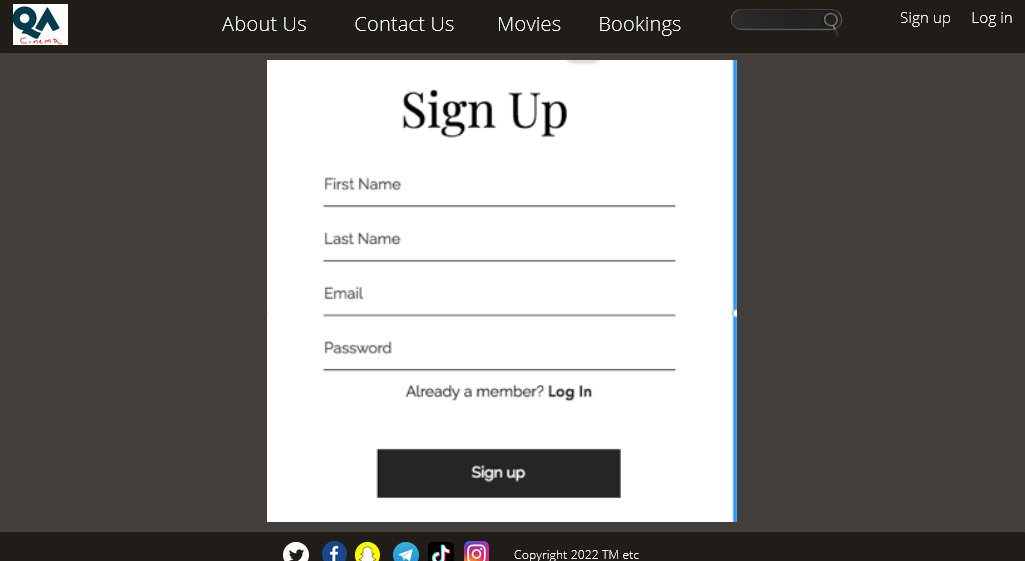 QA
Cinema
About Us Contact Us Movies Bookings Sign up Log in
Sign Up
First Name
Last Name
Email
Password
Already a member? Log In
Sign up
Copyright 2022 TM etc